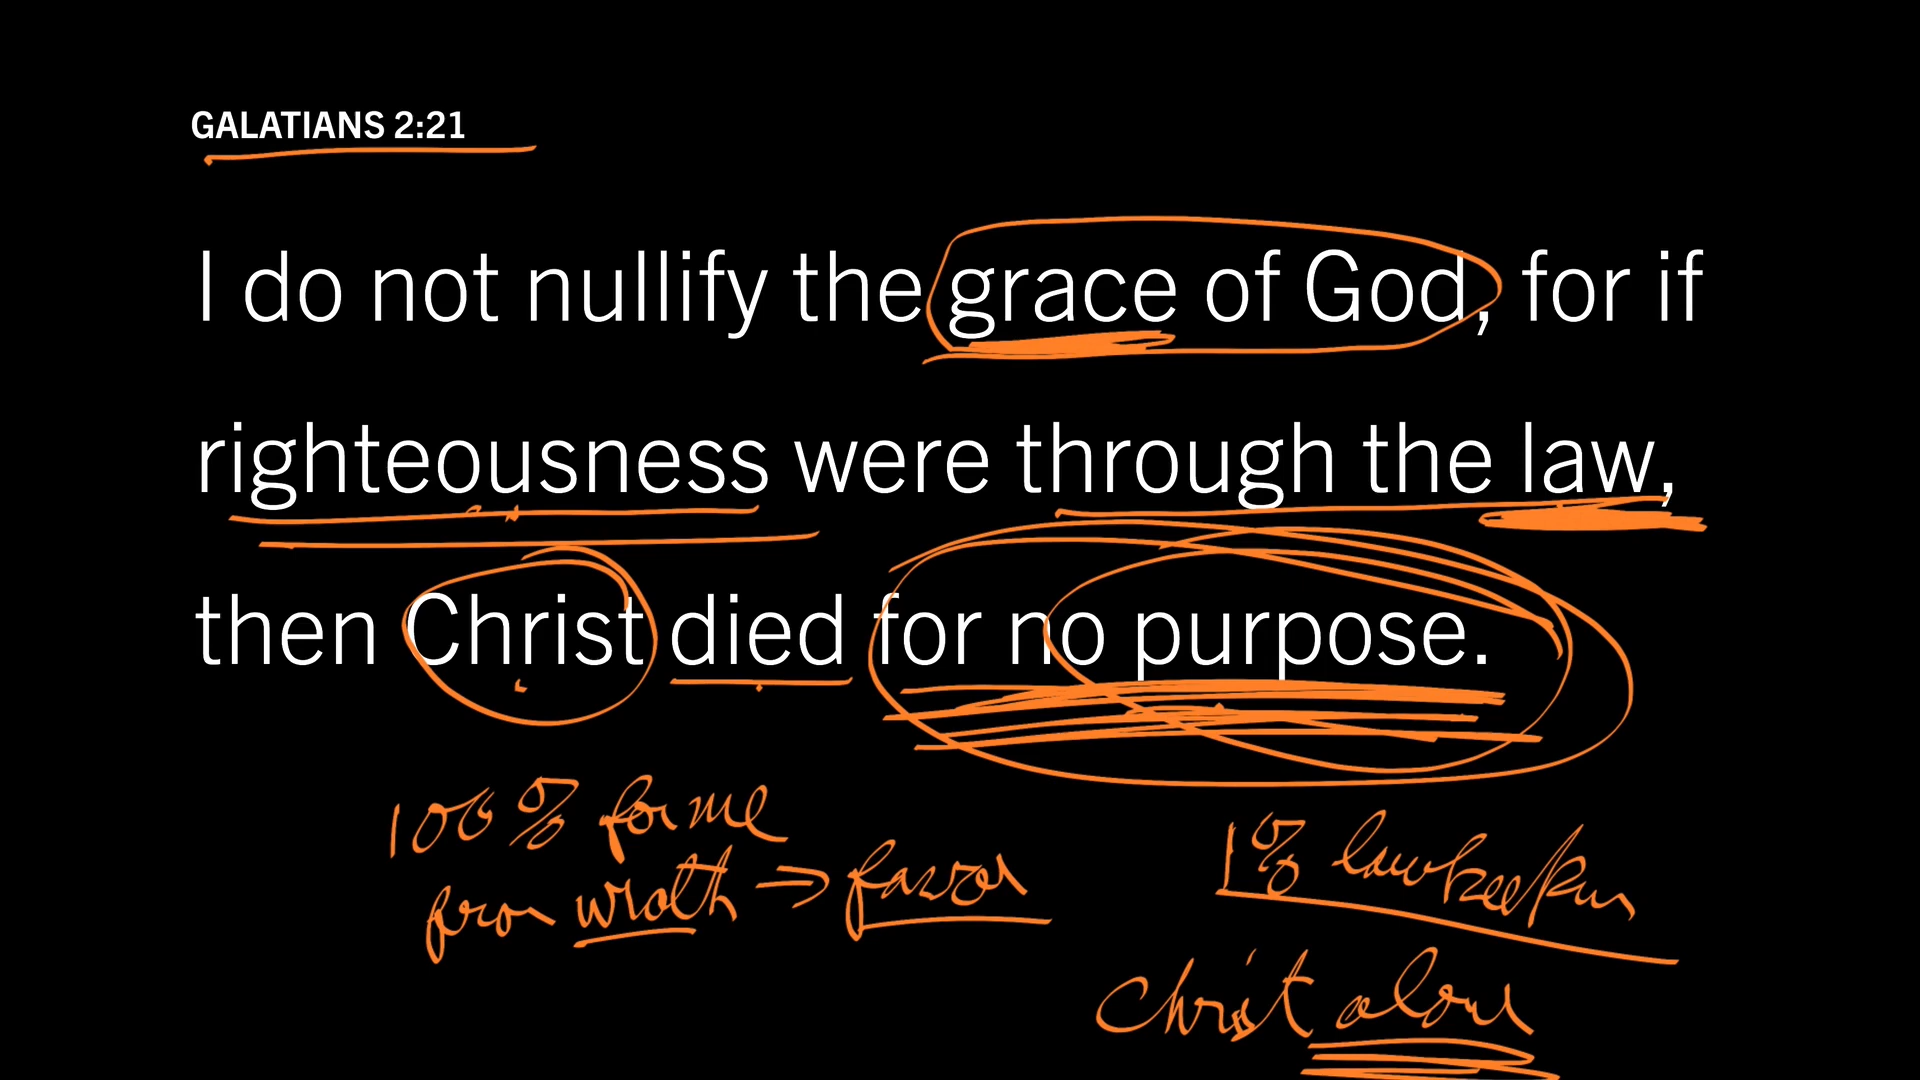 GALATIANS 2:21
I do not nullify the grace of God, for if
righteousness were through the law,
then Christ died for no purpose.
100% for me
from wrath → favor
1% lawkeeping
Christ alone